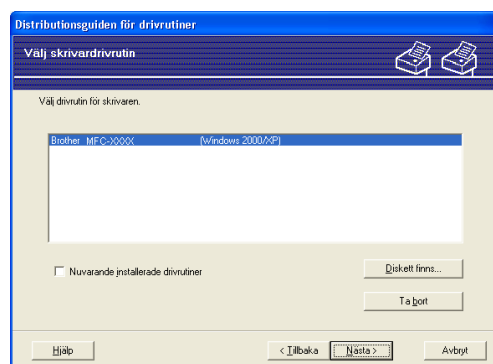 Distributionsguiden för drivrutiner
Välj skrivardrivrutin
Välj drivrutin för skrivaren.
Brother MFC-XXXX (Windows 2000/XP)
Nuvarande installerade drivrutiner
Diskett finns...
Ta bort
Hjälp
< Tillbaka
Nästa >
Avbryt